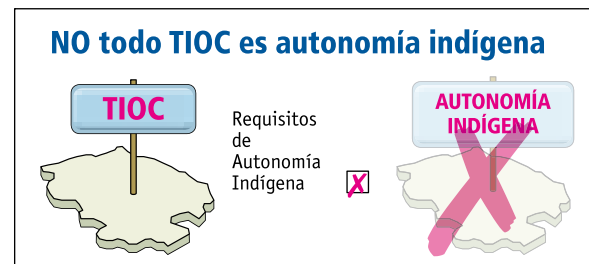 NO todo TIOC es autonomía indígena
TIOC
Requisitos
de
Autonomía
Indígena
AUTONOMÍA
INDÍGENA